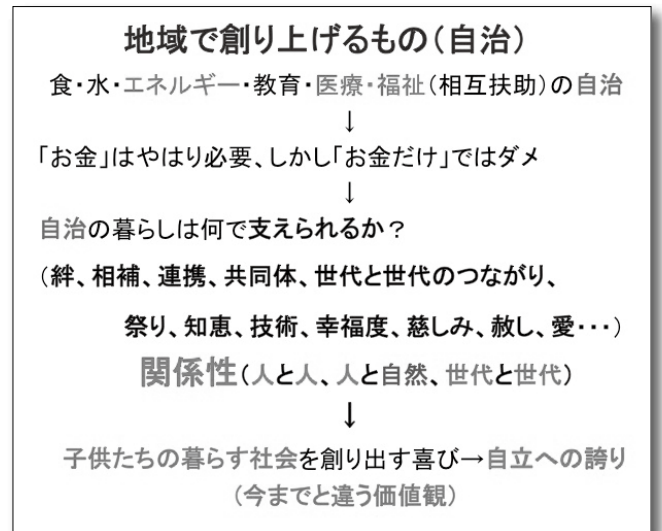 地域で創り上げるもの(自治)
食・水・エネルギー・教育・医療・福祉(相互扶助)の自治
↓
「お金」はやはり必要、しかし「お金だけ」ではダメ
↓
自治の暮らしは何で支えられるか?
(絆、相補、連携、共同体、世代と世代のつながり、
祭り、知恵、技術、幸福度、慈しみ、赦し、愛・・・)
関係性(人と人、人と自然、世代と世代)
↓
子供たちの暮らす社会を創り出す喜び→自立への誇り
(今までと違う価値観)